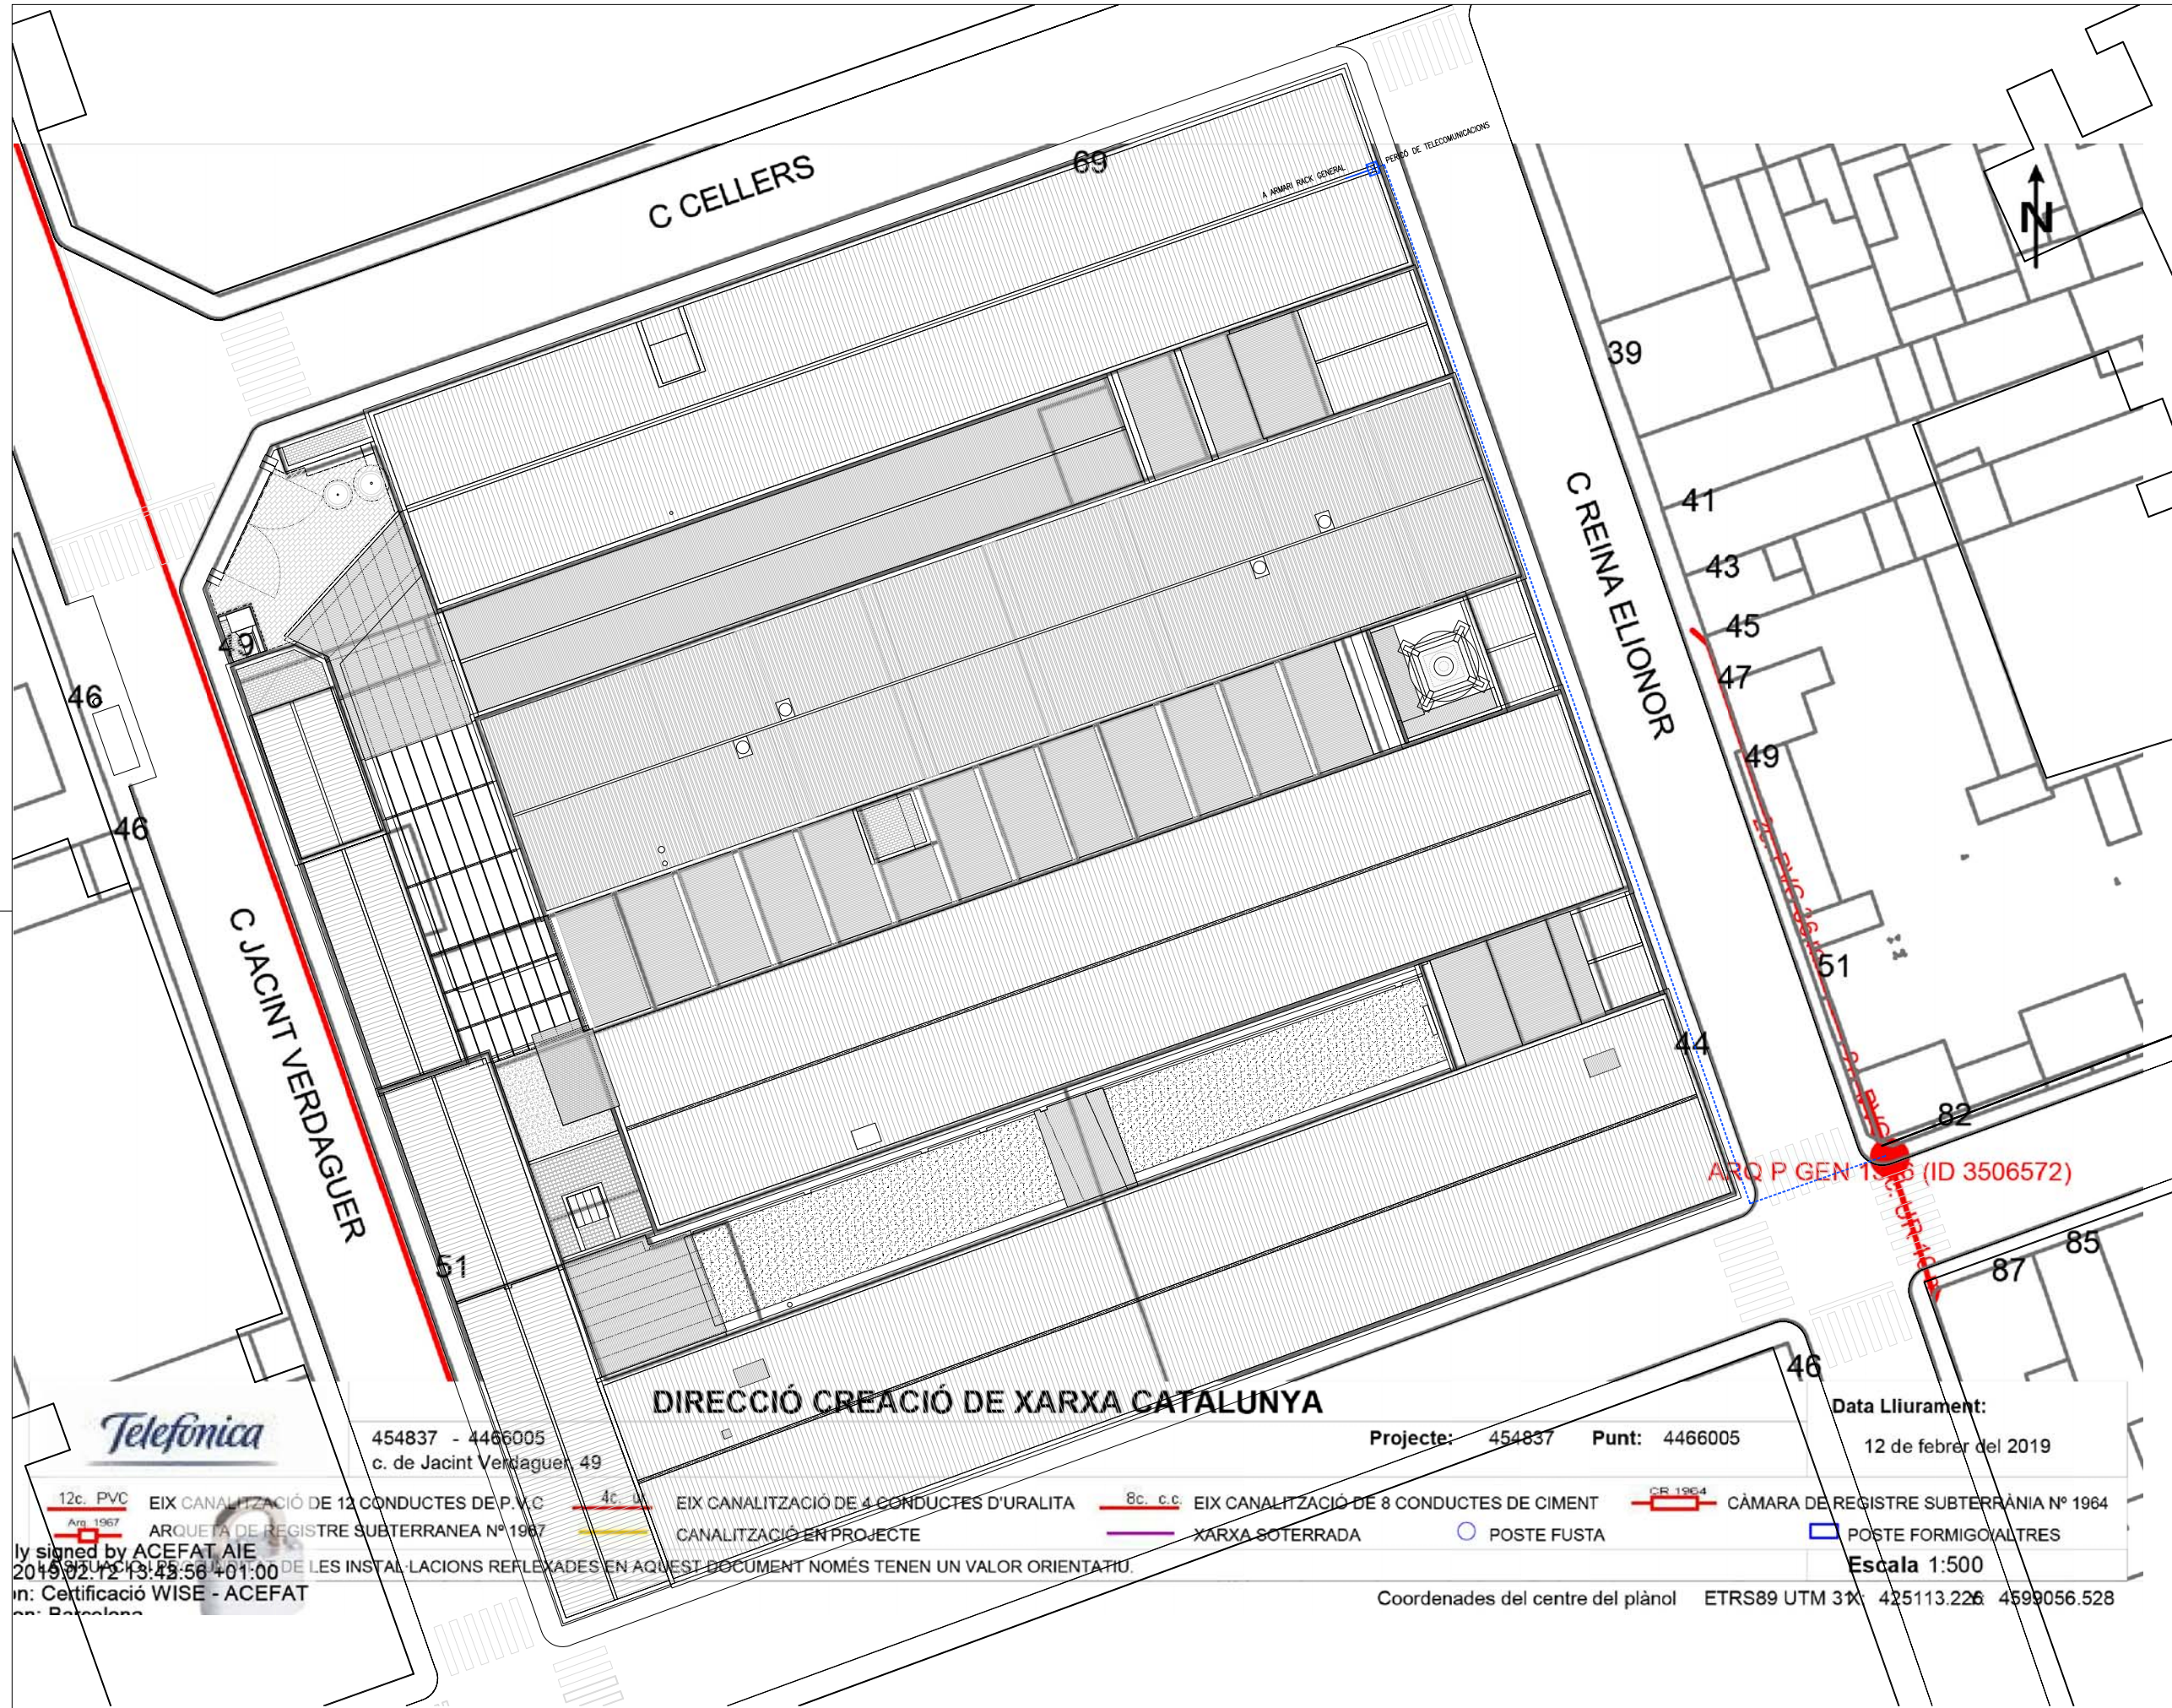 C CELLERS
69
PERICÓ DE TELECOMUNICACIONS
A ARMARI RACK GENERAL
N
39
41
C REINA ELIONOR
43
45
49
47
46
49
46
51
C JACINT VERDAGUER
44
82
ARQ P GEN (ID 3506572)
51
85
87
46
DIRECCIÓ CREACIÓ DE XARXA CATALUNYA
Telefónica
Data Lliurament:
454837 - 4466005
Projecte: 454837 Punt: 4466005
12 de febrer del 2019
c. de Jacint Verdaguer, 49
12c. PVC EIX CANALITZACIÓ DE 12 CONDUCTES DE P.V.C
4c. ur EIX CANALITZACIÓ DE 4 CONDUCTES D'URALITA
8c. c.c. EIX CANALITZACIÓ DE 8 CONDUCTES DE CIMENT
CR 1964 CÀMARA DE REGISTRE SUBTERRÀNIA Nº 1964
Arq. 1967 ARQUETA DE REGISTRE SUBTERRANEA Nº 1967
CANALITZACIÓ EN PROJECTE
XARXA SOTERRADA
POSTE FUSTA
POSTE FORMIGO/ALTRES
ly signed by ACEFAT AIE
DE LES INSTAL·LACIONS REFLEXADES EN AQUEST DOCUMENT NOMÉS TENEN UN VALOR ORIENTATIU.
Escala 1:500
2019.02.12 13:42:56 +01:00
n: Certificació WISE - ACEFAT
on: Barcelona
Coordenades del centre del plànol ETRS89 UTM 31 X: 425113.226 Y: 4599056.528